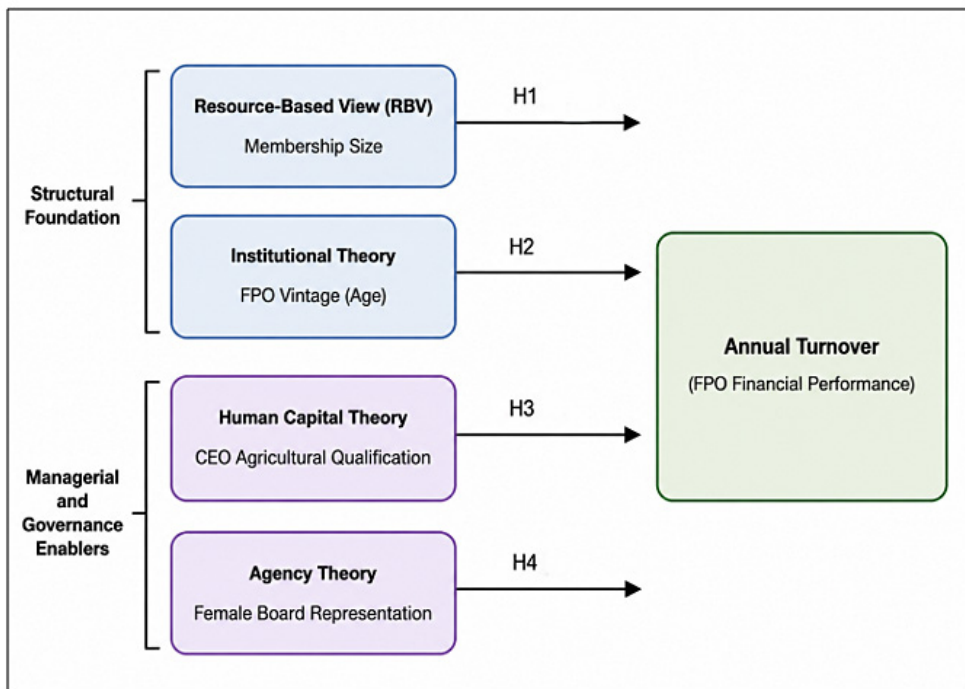 Resource-Based View (RBV)
Membership Size
H1
Structural
Foundation
Institutional Theory
FPO Vintage (Age)
H2
Annual Turnover
(FPO Financial Performance)
Human Capital Theory
CEO Agricultural Qualification
H3
Managerial
and
Governance
Enablers
Agency Theory
Female Board Representation
H4